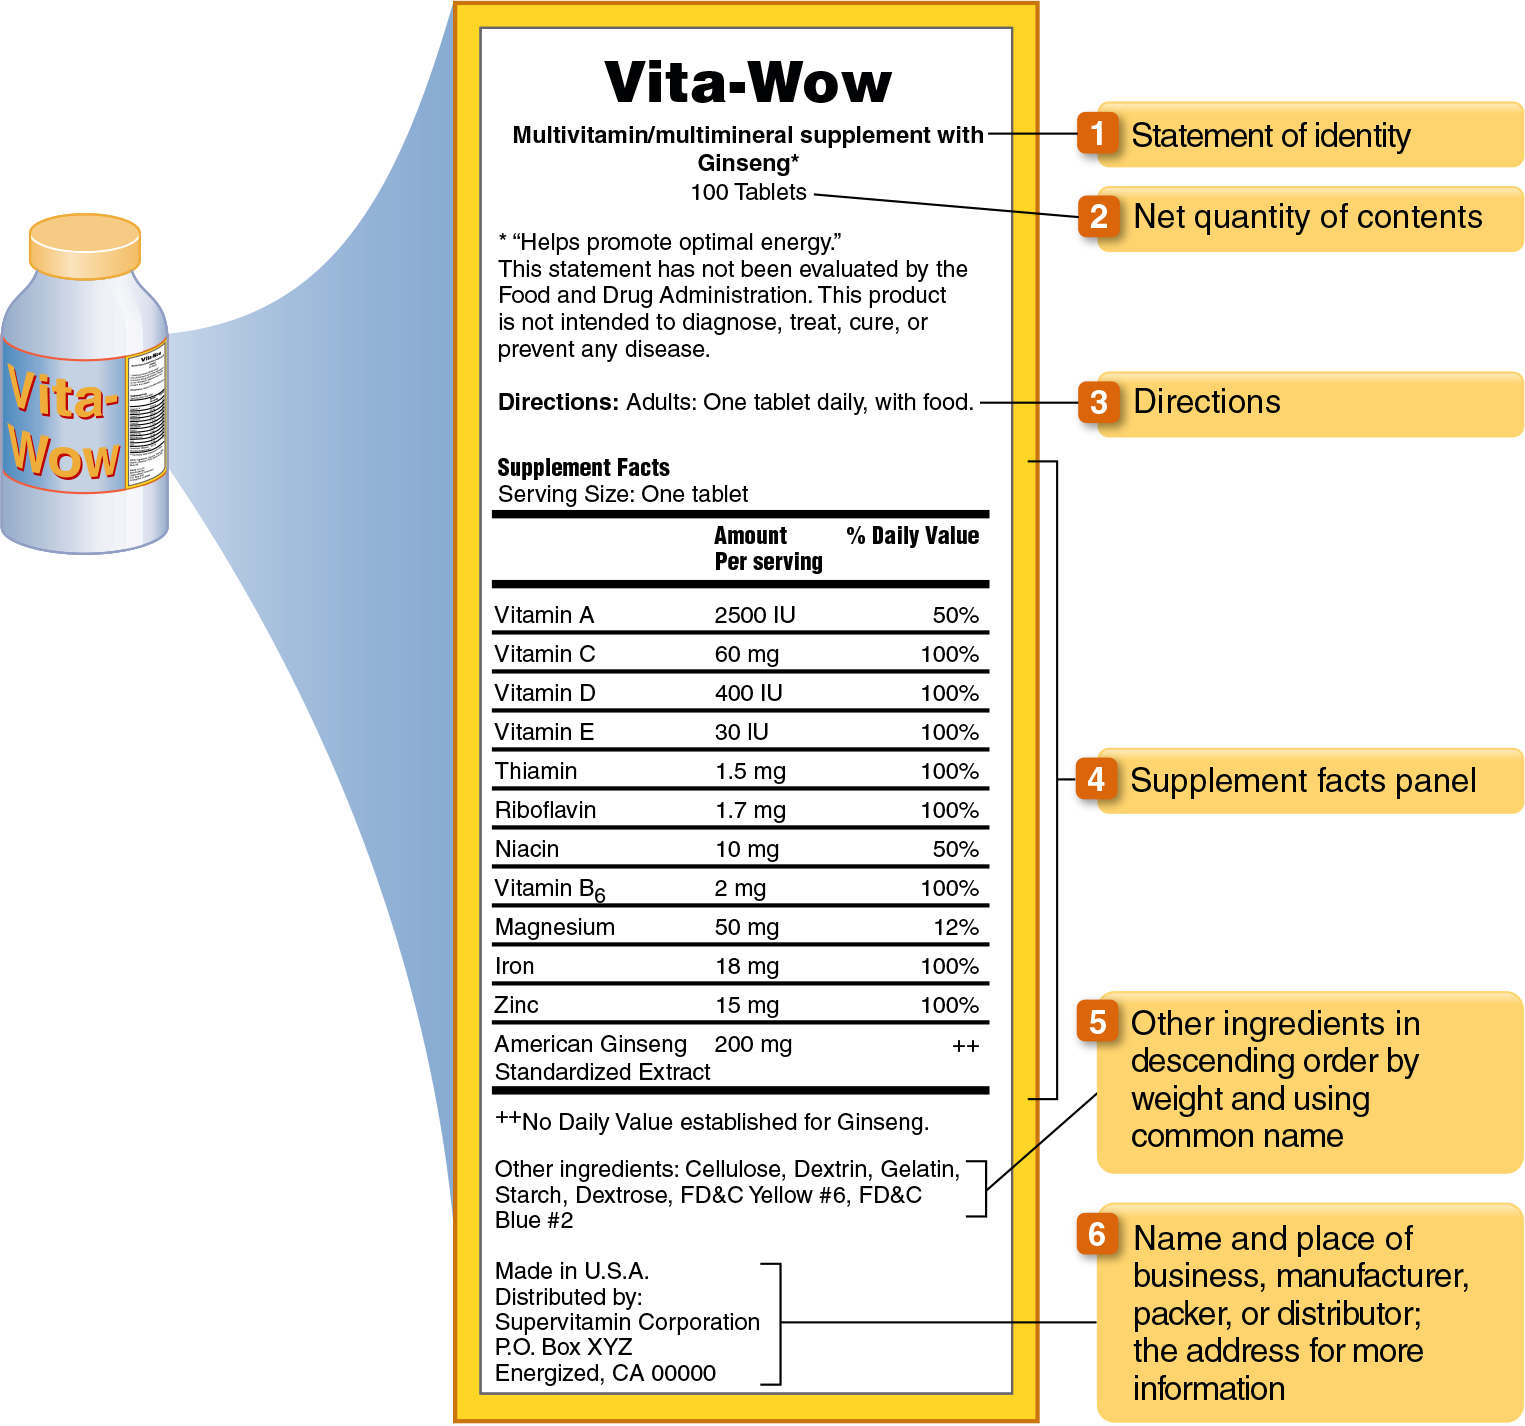 Vita-Wow
Multivitamin/multimineral supplement with
Ginseng*
100 Tablets
* “Helps promote optimal energy.”
This statement has not been evaluated by the
Food and Drug Administration. This product
is not intended to diagnose, treat, cure, or
prevent any disease.
Directions: Adults: One tablet daily, with food.
Supplement Facts
Serving Size: One tablet
Amount % Daily Value
Per serving
Vitamin A 2500 IU 50%
Vitamin C 60 mg 100%
Vitamin D 400 IU 100%
Vitamin E 30 IU 100%
Thiamin 1.5 mg 100%
Riboflavin 1.7 mg 100%
Niacin 10 mg 50%
Vitamin B6 2 mg 100%
Magnesium 50 mg 12%
Iron 18 mg 100%
Zinc 15 mg 100%
American Ginseng 200 mg ++
Standardized Extract
++No Daily Value established for Ginseng.
Other ingredients: Cellulose, Dextrin, Gelatin,
Starch, Dextrose, FD&C Yellow #6, FD&C
Blue #2
Made in U.S.A.
Distributed by:
Supervitamin Corporation
P.O. Box XYZ
Energized, CA 00000
1 Statement of identity
2 Net quantity of contents
3 Directions
4 Supplement facts panel
5 Other ingredients in
descending order by
weight and using
common name
6 Name and place of
business, manufacturer,
packer, or distributor;
the address for more
information
Vita-
Wow
Vita-Wow